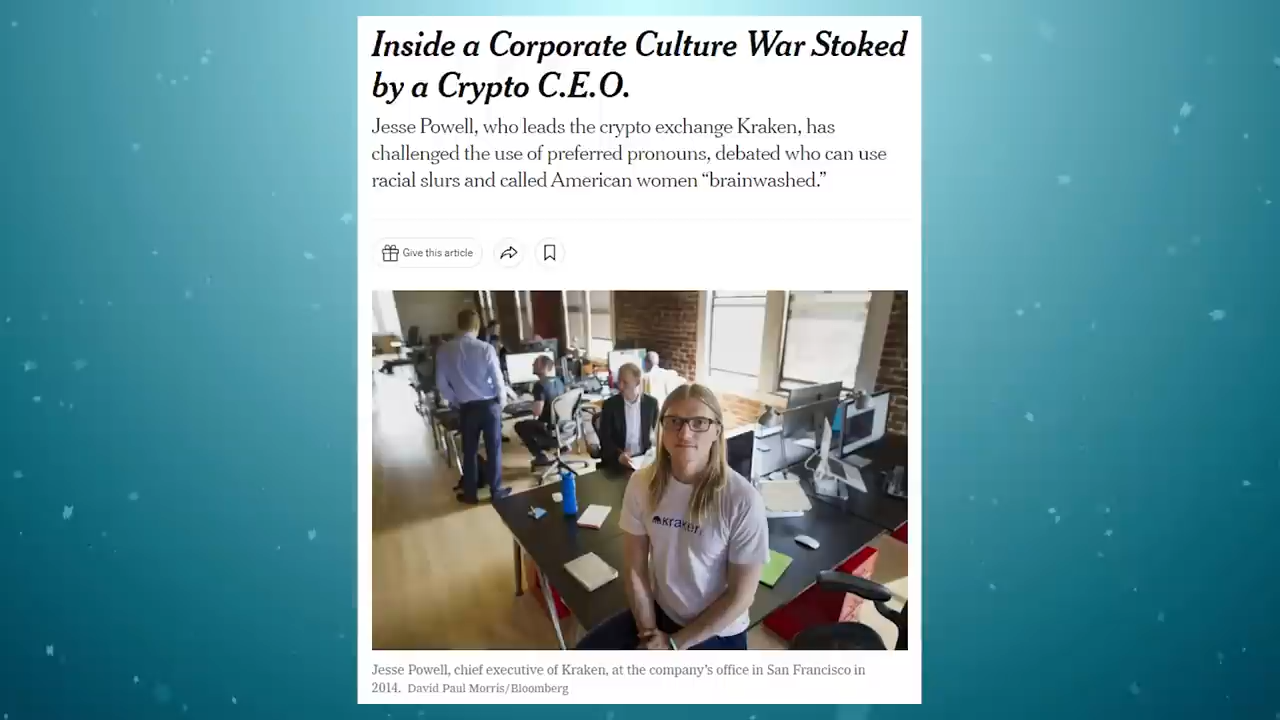 Inside a Corporate Culture War Stoked
by a Crypto C.E.O.
Jesse Powell, who leads the crypto exchange Kraken, has
challenged the use of preferred pronouns, debated who can use
racial slurs and called American women “brainwashed.”
Give this article
kraken
Jesse Powell, chief executive of Kraken, at the company’s office in San Francisco in
2014. David Paul Morris/Bloomberg